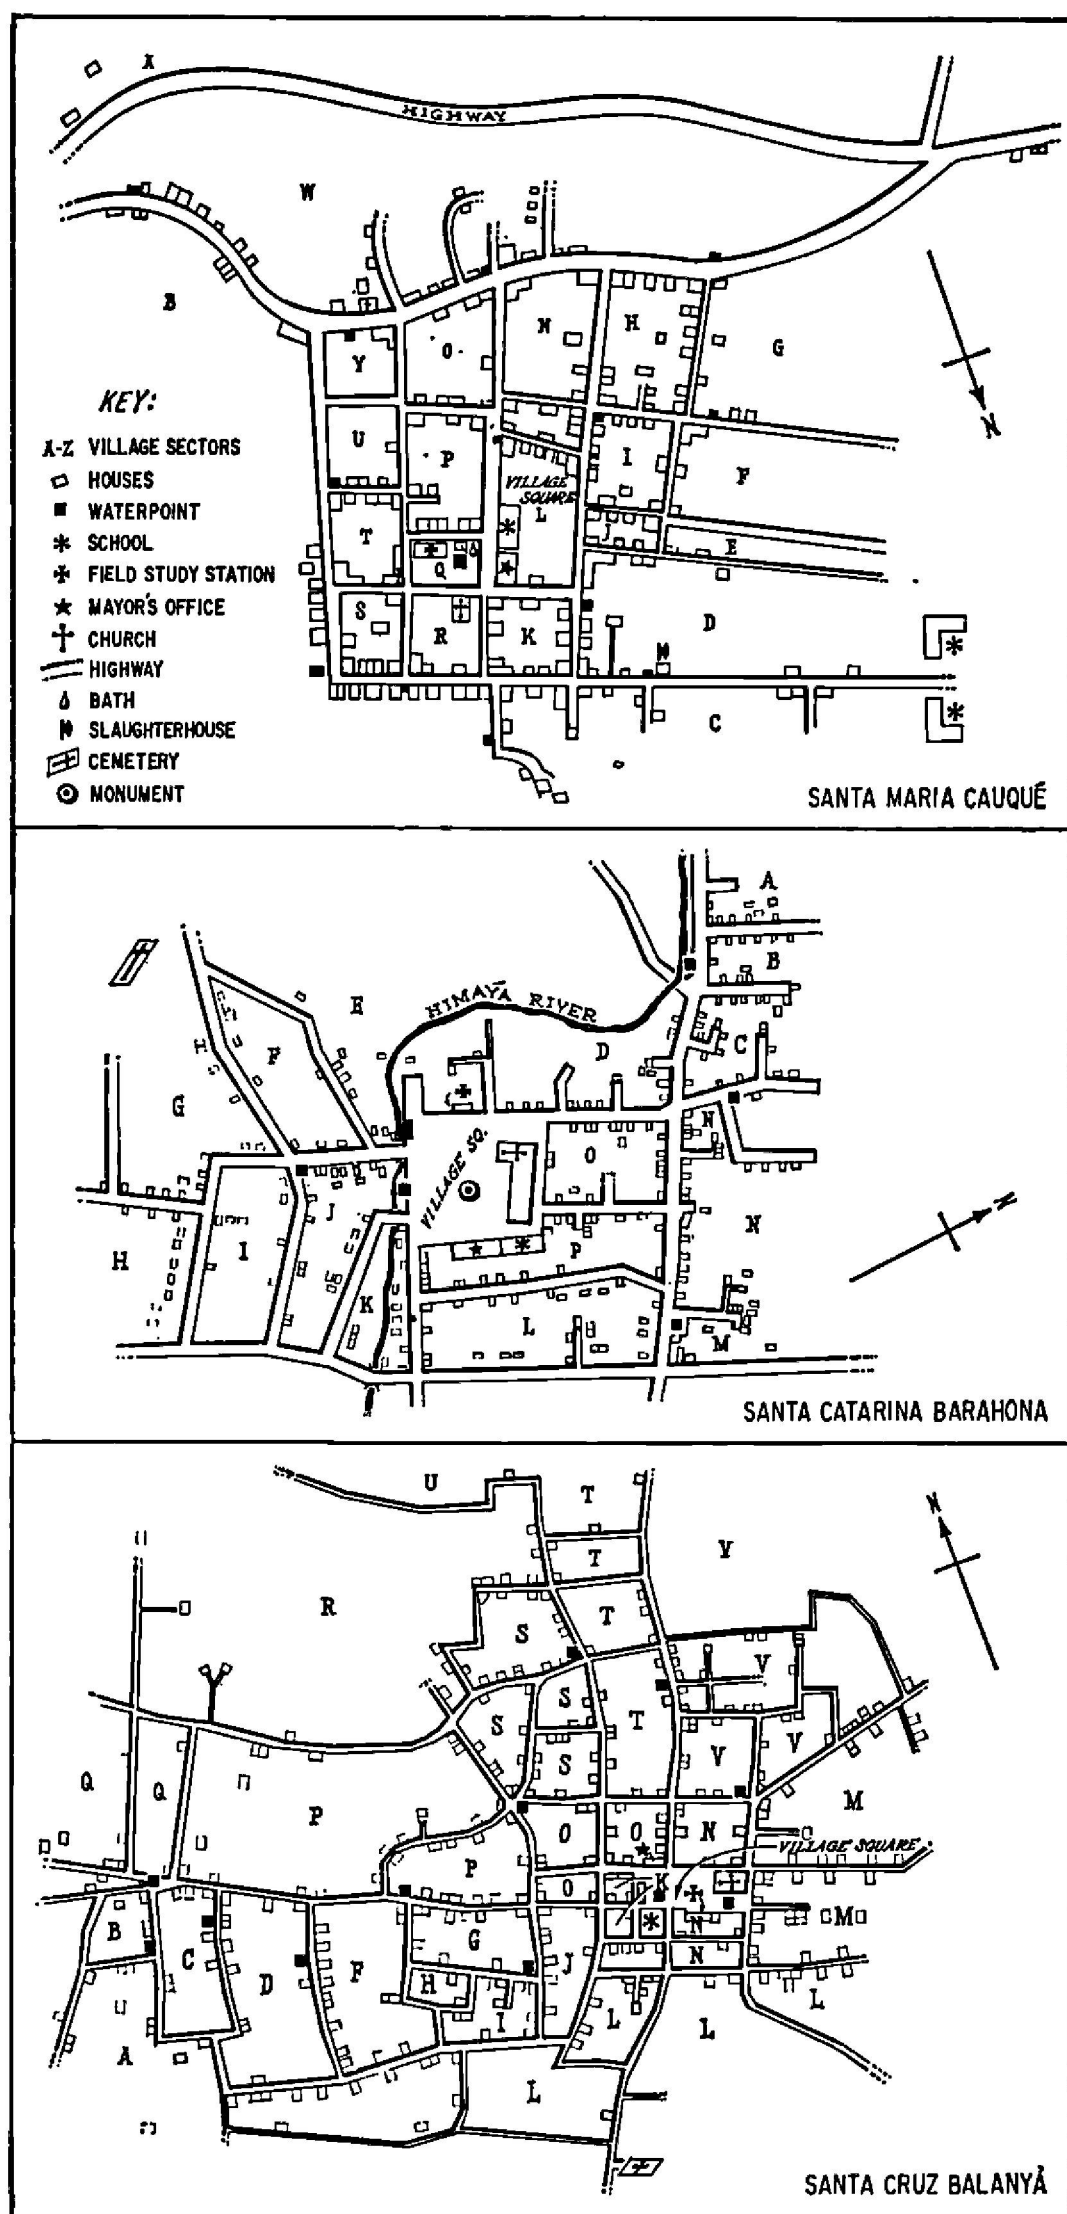 X
HIGHWAY
W
B
N
H
G
Y
O
KEY:
A-Z VILLAGE SECTORS
HOUSES
WATERPOINT
SCHOOL
FIELD STUDY STATION
MAYOR'S OFFICE
CHURCH
HIGHWAY
BATH
SLAUGHTERHOUSE
CEMETERY
MONUMENT
U
P
I
F
VILLAGE
SQUARE
L
T
J
E
Q
S
R
K
D
M
C
N
SANTA MARIA CAUQUÉ
A
B
E
HIMAYÁ RIVER
F
D
C
G
N
VILLAGE SQ.
O
J
N
I
P
H
K
L
M
N
SANTA CATARINA BARAHONA
U
T
N
T
V
R
T
S
V
S
S
T
V
V
Q
Q
S
M
P
O
O
N
VILLAGE SQUARE
P
O
K
B
G
N
M
C
J
N
D
F
H
I
L
L
L
A
L
SANTA CRUZ BALANYÁ